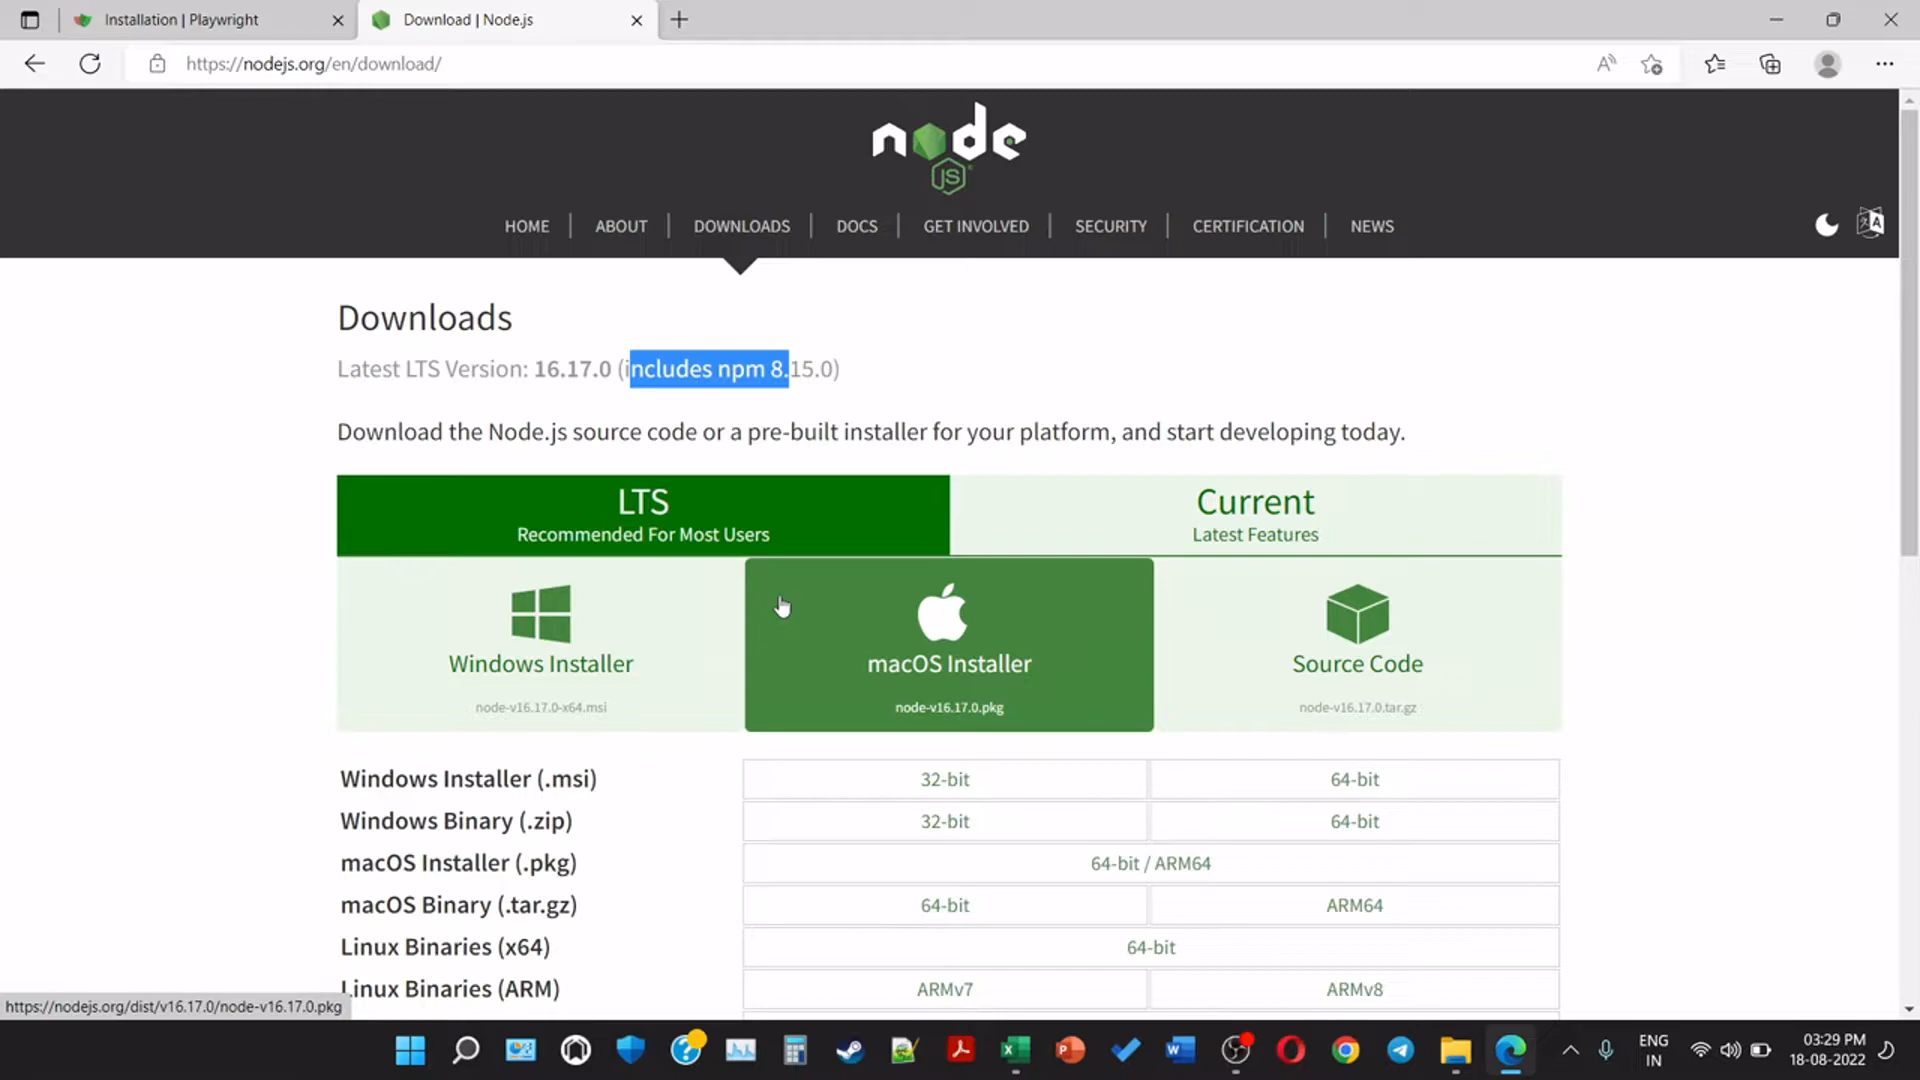 Installation | Playwright
Download | Node.js
https://nodejs.org/en/download/
node
JS
HOME
ABOUT
DOWNLOADS
DOCS
GET INVOLVED
SECURITY
CERTIFICATION
NEWS
Downloads
Latest LTS Version: 16.17.0 (includes npm 8.15.0)
Download the Node.js source code or a pre-built installer for your platform, and start developing today.
LTS
Recommended For Most Users
Current
Latest Features
Windows Installer
node-v16.17.0-x64.msi
macOS Installer
node-v16.17.0.pkg
Source Code
node-v16.17.0.tar.gz
Windows Installer (.msi) 32-bit 64-bit
Windows Binary (.zip) 32-bit 64-bit
macOS Installer (.pkg) 64-bit / ARM64
macOS Binary (.tar.gz) 64-bit ARM64
Linux Binaries (x64) 64-bit
Linux Binaries (ARM) ARMv7 ARMv8
https://nodejs.org/dist/v16.17.0/node-v16.17.0.pkg
ENG
IN
03:29 PM
18-08-2022